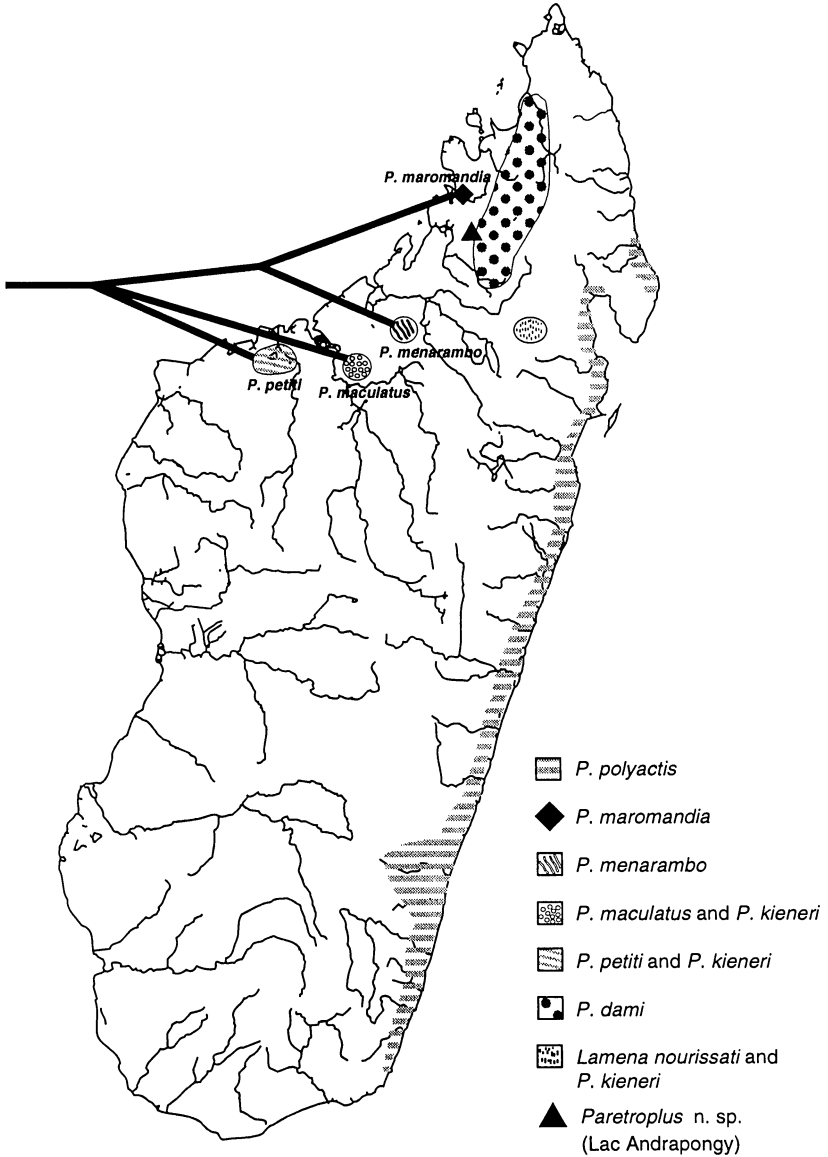 P. maromandia
P. menarambo
P. petiti
P. maculatus
P. polyactis
P. maromandia
P. menarambo
P. maculatus and P. kieneri
P. petiti and P. kieneri
P. dami
Lamena nourissati and
P. kieneri
Paretroplus n. sp.
(Lac Andrapongy)